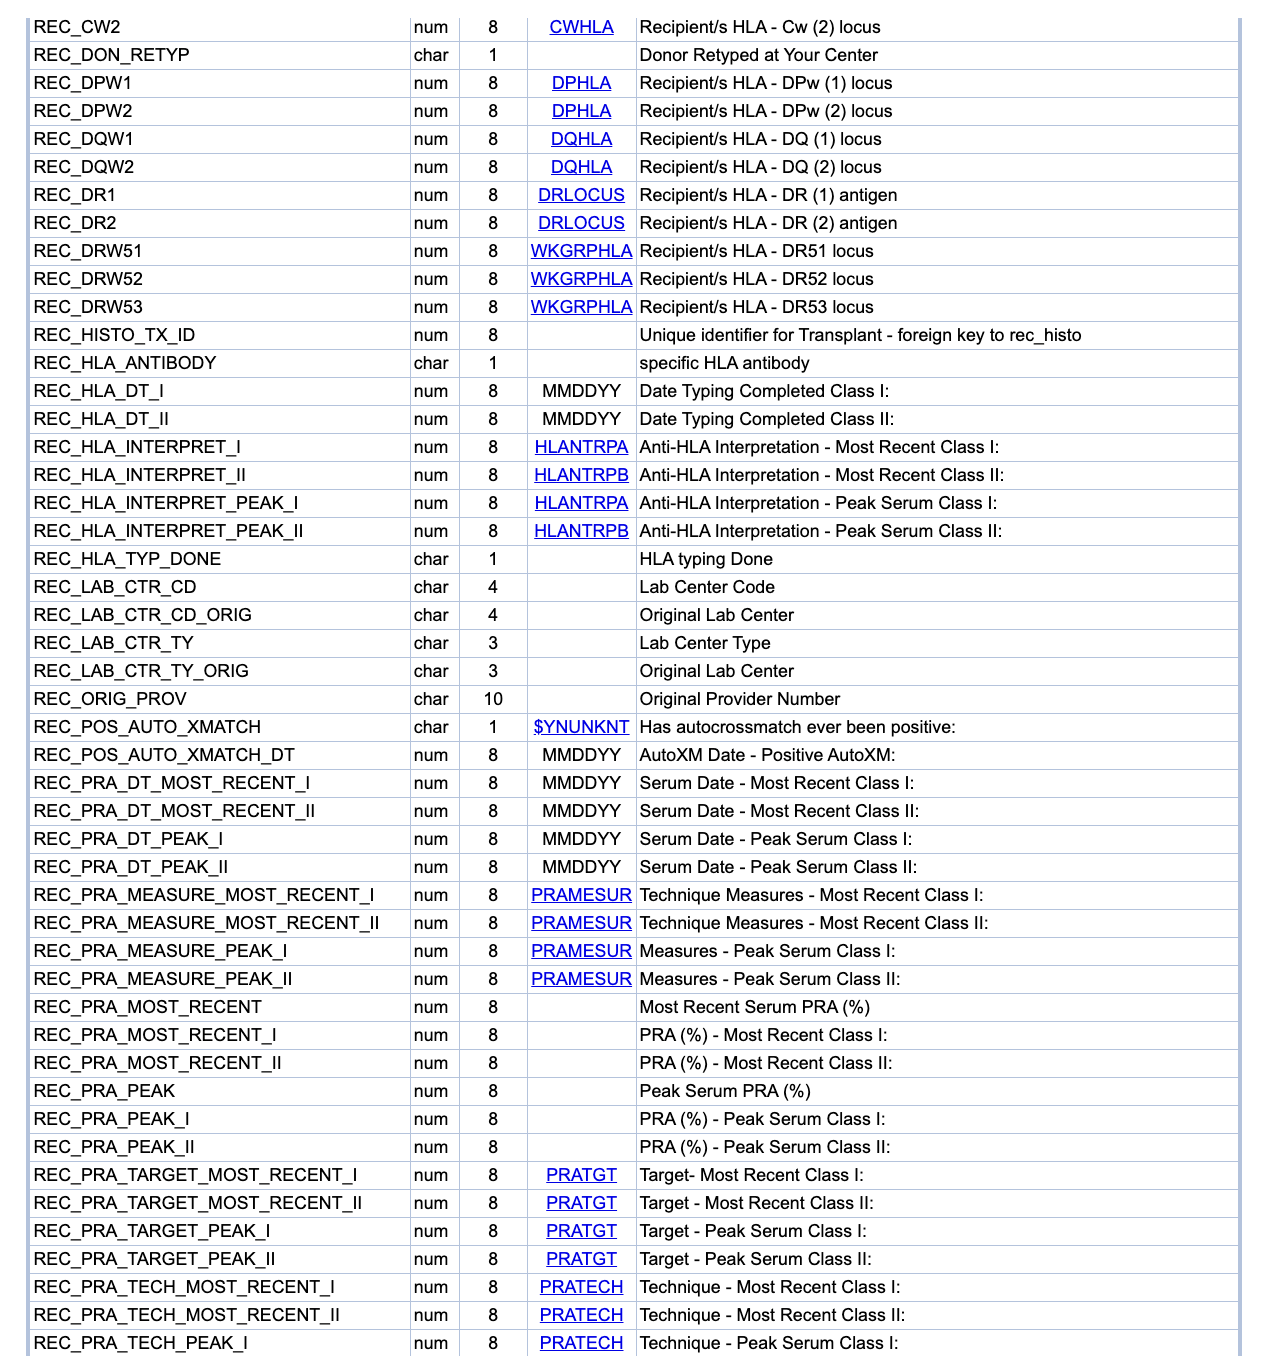 REC_CW2 num 8 CWHLA Recipient/s HLA - Cw (2) locus
REC_DON_RETYP char 1 Donor Retyped at Your Center
REC_DPW1 num 8 DPHLA Recipient/s HLA - DPw (1) locus
REC_DPW2 num 8 DPHLA Recipient/s HLA - DPw (2) locus
REC_DQW1 num 8 DQHLA Recipient/s HLA - DQ (1) locus
REC_DQW2 num 8 DQHLA Recipient/s HLA - DQ (2) locus
REC_DR1 num 8 DRLOCUS Recipient/s HLA - DR (1) antigen
REC_DR2 num 8 DRLOCUS Recipient/s HLA - DR (2) antigen
REC_DRW51 num 8 WKGRPHLA Recipient/s HLA - DR51 locus
REC_DRW52 num 8 WKGRPHLA Recipient/s HLA - DR52 locus
REC_DRW53 num 8 WKGRPHLA Recipient/s HLA - DR53 locus
REC_HISTO_TX_ID num 8 Unique identifier for Transplant - foreign key to rec_histo
REC_HLA_ANTIBODY char 1 specific HLA antibody
REC_HLA_DT_I num 8 MMDDYY Date Typing Completed Class I:
REC_HLA_DT_II num 8 MMDDYY Date Typing Completed Class II:
REC_HLA_INTERPRET_I num 8 HLANTRPA Anti-HLA Interpretation - Most Recent Class I:
REC_HLA_INTERPRET_II num 8 HLANTRPB Anti-HLA Interpretation - Most Recent Class II:
REC_HLA_INTERPRET_PEAK_I num 8 HLANTRPA Anti-HLA Interpretation - Peak Serum Class I:
REC_HLA_INTERPRET_PEAK_II num 8 HLANTRPB Anti-HLA Interpretation - Peak Serum Class II:
REC_HLA_TYP_DONE char 1 HLA typing Done
REC_LAB_CTR_CD char 4 Lab Center Code
REC_LAB_CTR_CD_ORIG char 4 Original Lab Center
REC_LAB_CTR_TY char 3 Lab Center Type
REC_LAB_CTR_TY_ORIG char 3 Original Lab Center
REC_ORIG_PROV char 10 Original Provider Number
REC_POS_AUTO_XMATCH char 1 $YNUNKNT Has autocrossmatch ever been positive:
REC_POS_AUTO_XMATCH_DT num 8 MMDDYY AutoXM Date - Positive AutoXM:
REC_PRA_DT_MOST_RECENT_I num 8 MMDDYY Serum Date - Most Recent Class I:
REC_PRA_DT_MOST_RECENT_II num 8 MMDDYY Serum Date - Most Recent Class II:
REC_PRA_DT_PEAK_I num 8 MMDDYY Serum Date - Peak Serum Class I:
REC_PRA_DT_PEAK_II num 8 MMDDYY Serum Date - Peak Serum Class II:
REC_PRA_MEASURE_MOST_RECENT_I num 8 PRAMESUR Technique Measures - Most Recent Class I:
REC_PRA_MEASURE_MOST_RECENT_II num 8 PRAMESUR Technique Measures - Most Recent Class II:
REC_PRA_MEASURE_PEAK_I num 8 PRAMESUR Measures - Peak Serum Class I:
REC_PRA_MEASURE_PEAK_II num 8 PRAMESUR Measures - Peak Serum Class II:
REC_PRA_MOST_RECENT num 8 Most Recent Serum PRA (%)
REC_PRA_MOST_RECENT_I num 8 PRA (%) - Most Recent Class I:
REC_PRA_MOST_RECENT_II num 8 PRA (%) - Most Recent Class II:
REC_PRA_PEAK num 8 Peak Serum PRA (%)
REC_PRA_PEAK_I num 8 PRA (%) - Peak Serum Class I:
REC_PRA_PEAK_II num 8 PRA (%) - Peak Serum Class II:
REC_PRA_TARGET_MOST_RECENT_I num 8 PRATGT Target- Most Recent Class I:
REC_PRA_TARGET_MOST_RECENT_II num 8 PRATGT Target - Most Recent Class II:
REC_PRA_TARGET_PEAK_I num 8 PRATGT Target - Peak Serum Class I:
REC_PRA_TARGET_PEAK_II num 8 PRATGT Target - Peak Serum Class II:
REC_PRA_TECH_MOST_RECENT_I num 8 PRATECH Technique - Most Recent Class I:
REC_PRA_TECH_MOST_RECENT_II num 8 PRATECH Technique - Most Recent Class II:
REC_PRA_TECH_PEAK_I num 8 PRATECH Technique - Peak Serum Class I: